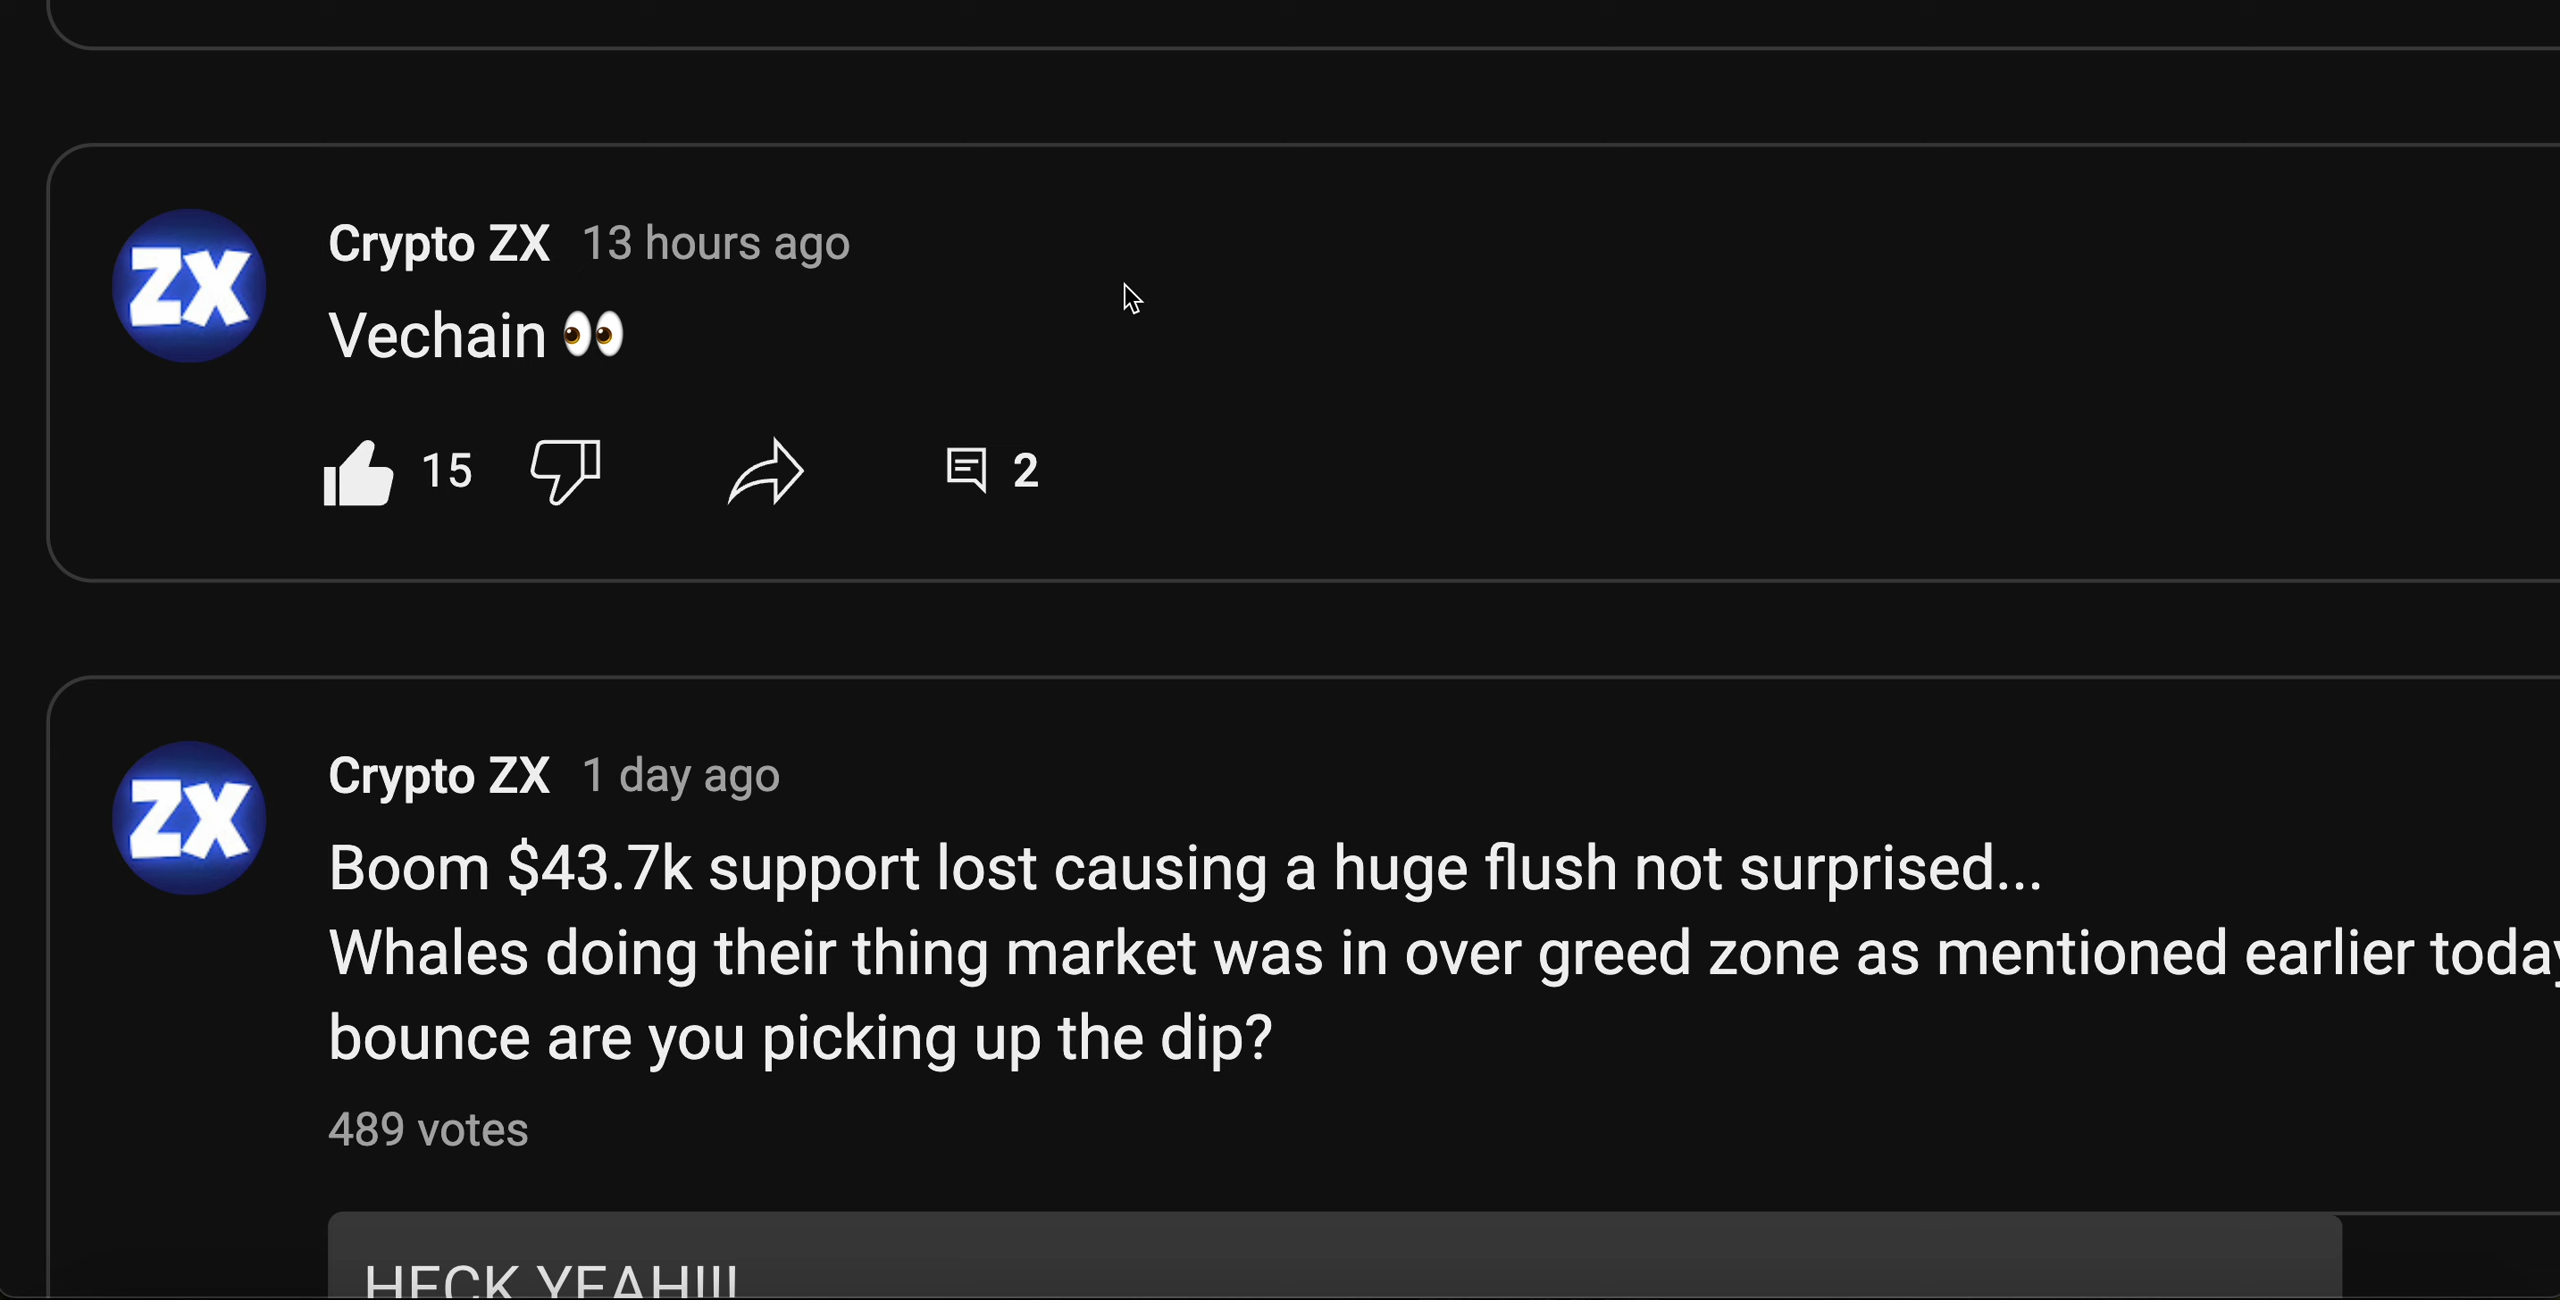 ZX
Crypto ZX 13 hours ago
Vechain 👀
15 2
ZX
Crypto ZX 1 day ago
Boom $43.7k support lost causing a huge flush not surprised...
Whales doing their thing market was in over greed zone as mentioned earlier today
bounce are you picking up the dip?
489 votes
HECK YEAH!!!!